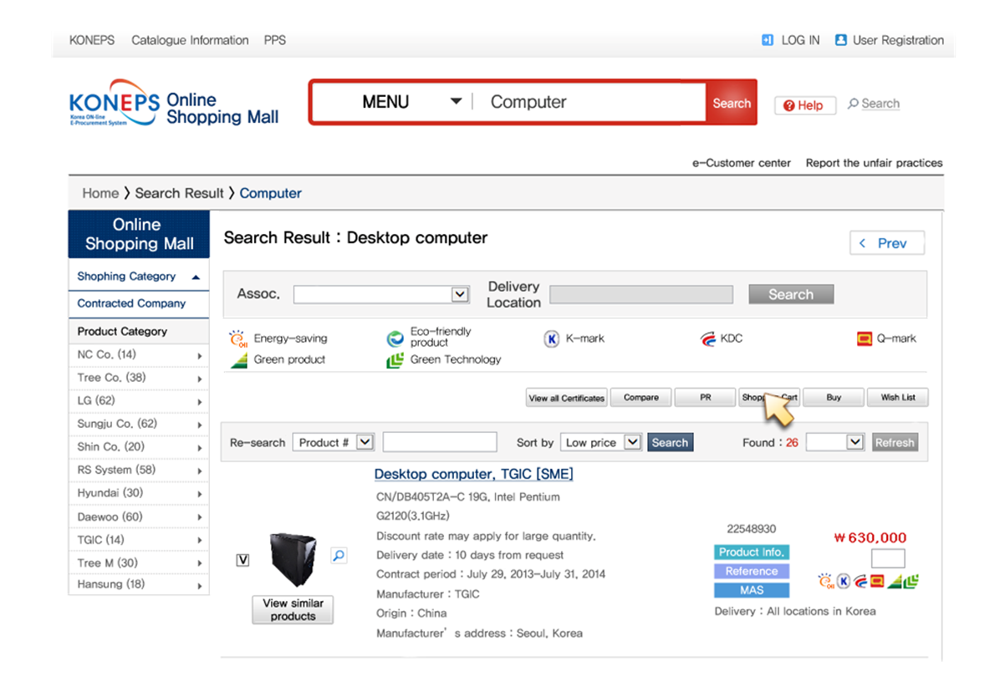 KONEPS Catalogue Information PPS LOG IN User Registration
KONEPS
Korea ON-line
E-Procurement System
Online
Shopping Mall
MENU Computer Search
Help Search
e-Customer center Report the unfair practices
Home > Search Result > Computer
Online
Shopping Mall
Shophing Category
Contracted Company
Product Category
NC Co. (14)
Tree Co. (38)
LG (62)
Sungju Co. (62)
Shin Co. (20)
RS System (58)
Hyundai (30)
Daewoo (60)
TGIC (14)
Tree M (30)
Hansung (18)
Search Result : Desktop computer
< Prev
Assoc. Delivery
Location Search
Energy-saving
Eco-friendly
product
K-mark
KDC
Q-mark
Green product
Green Technology
View all Certificates Compare PR Shopp Cart Buy Wish List
Re-search Product # Sort by Low price Search Found : 26 Refresh
V
View similar
products
Desktop computer, TGIC [SME]
CN/DB405T2A-C 19G, Intel Pentium
G2120(3.1GHz)
Discount rate may apply for large quantity.
Delivery date : 10 days from request
Contract period : July 29, 2013-July 31, 2014
Manufacturer : TGIC
Origin : China
Manufacturer' s address : Seoul, Korea
22548930
Product Info.
Reference
MAS
Delivery : All locations in Korea
₩ 630,000